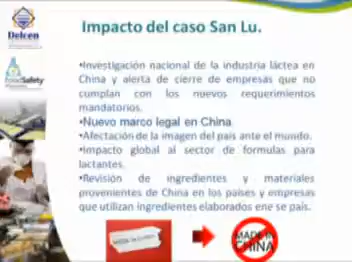 Delcen
Impacto del caso San Lu.
FoodSafety
•Investigación nacional de la industria láctea en
China y alerta de cierre de empresas que no
cumplan con los nuevos requerimientos
mandatorios.
•Nuevo marco legal en China
•Afectación de la imagen del país ante el mundo.
•Impacto global al sector de formulas para
lactantes.
•Revisión de ingredientes y materiales
provenientes de China en los países y empresas
que utilizan ingredientes elaborados ene se país.
MADE IN
CHINA